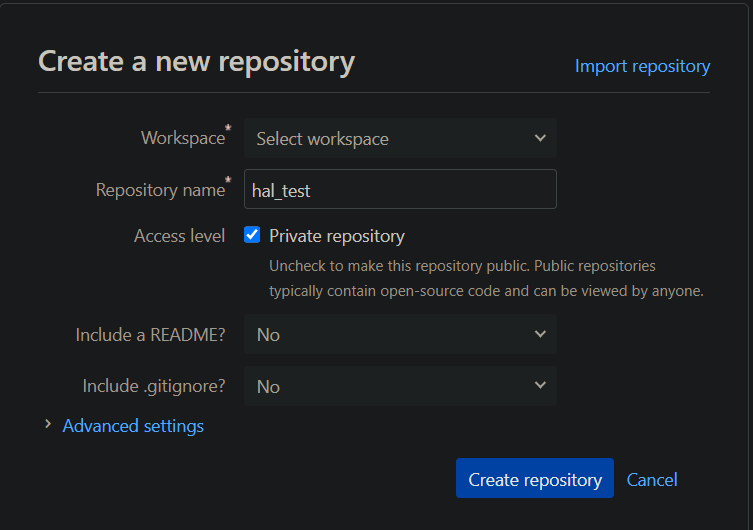 Create a new repository
Import repository
Workspace*
Select workspace
Repository name*
hal_test
Access level
Private repository
Uncheck to make this repository public. Public repositories
typically contain open-source code and can be viewed by anyone.
Include a README?
No
Include .gitignore?
No
Advanced settings
Create repository
Cancel